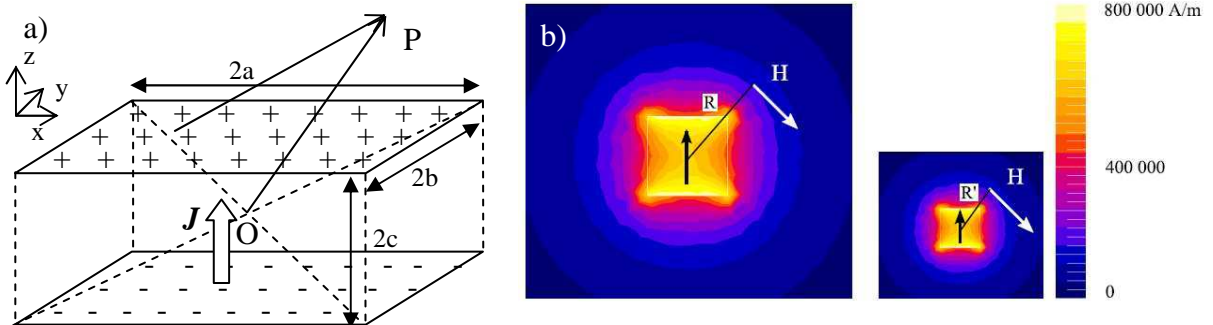 a)
P
z
y
x
2a
+ + + + + + +
+ + + + + + +
+ + + + + +
2b
J
O
2c
- - - - - - -
- - - - - - -
- - - - - - -
b)
H
R
H
R'
800 000 A/m
400 000
0